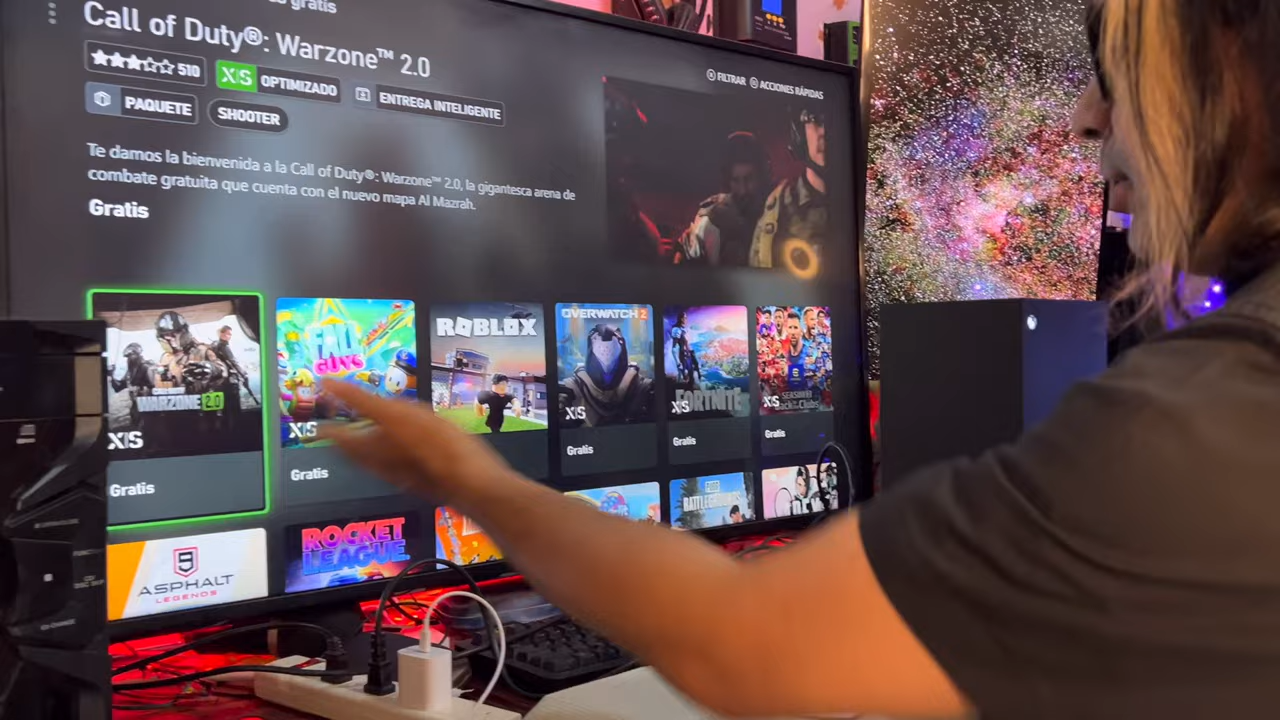 gratis
Call of Duty®: Warzone™ 2.0
510
X|S OPTIMIZADO
PAQUETE
SHOOTER
ENTREGA INTELIGENTE
FILTRAR
ACCIONES RÁPIDAS
Te damos la bienvenida a la Call of Duty®: Warzone™ 2.0, la gigantesca arena de
combate gratuita que cuenta con el nuevo mapa Al Mazrah.
Gratis
WARZONE 2.0
X|S
Gratis
FALL
GUYS
X|S
Gratis
ROBLOX
OVERWATCH 2
X|S
Gratis
X|S
FORTNITE
Gratis
X|S
Gratis
ASPHALT
LEGENDS
ROCKET
LEAGUE
PUBG
BATTLEGROUNDS